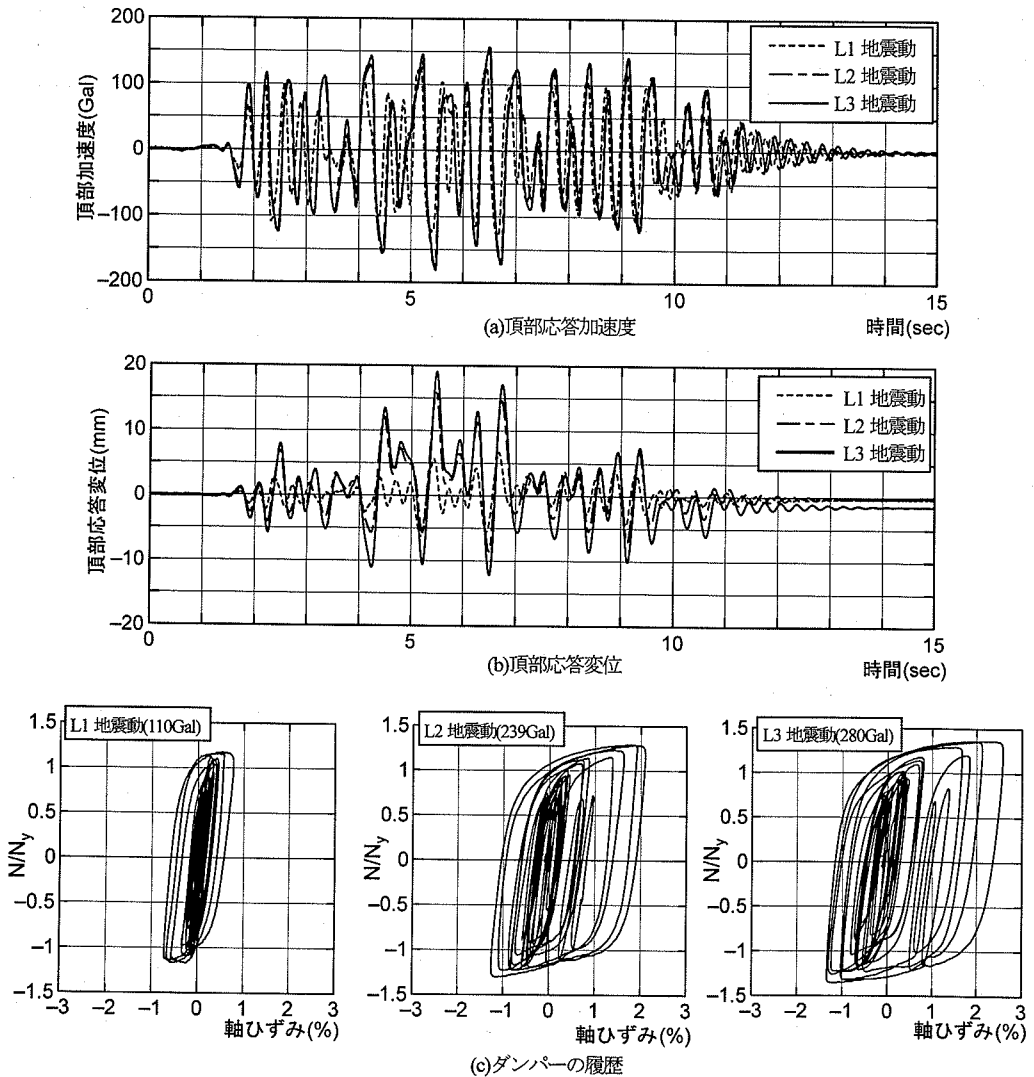 200
100
0
−100
−200
頂部加速度(Gal)
L1 地震動
L2 地震動
L3 地震動
0
5
10
15
(a)頂部応答加速度
時間(sec)
20
10
0
−10
−20
頂部応答変位(mm)
L1 地震動
L2 地震動
L3 地震動
0
5
10
15
(b)頂部応答変位
時間(sec)
L1 地震動(110Gal)
1.5
1
0.5
0
−0.5
−1
−1.5
N/Ny
−3 −2 −1 0 1 2 3
軸ひずみ(%)
L2 地震動(239Gal)
1.5
1
0.5
0
−0.5
−1
−1.5
N/Ny
−3 −2 −1 0 1 2 3
軸ひずみ(%)
L3 地震動(280Gal)
1.5
1
0.5
0
−0.5
−1
−1.5
N/Ny
−3 −2 −1 0 1 2 3
軸ひずみ(%)
(c)ダンパーの履歴